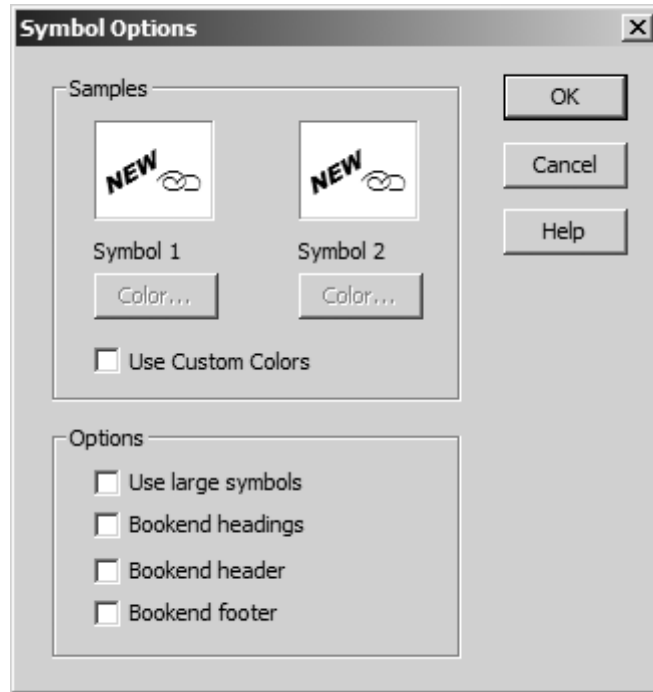 Symbol Options
Samples
NEW
NEW
Symbol 1
Symbol 2
Color...
Color...
Use Custom Colors
Options
Use large symbols
Bookend headings
Bookend header
Bookend footer
OK
Cancel
Help